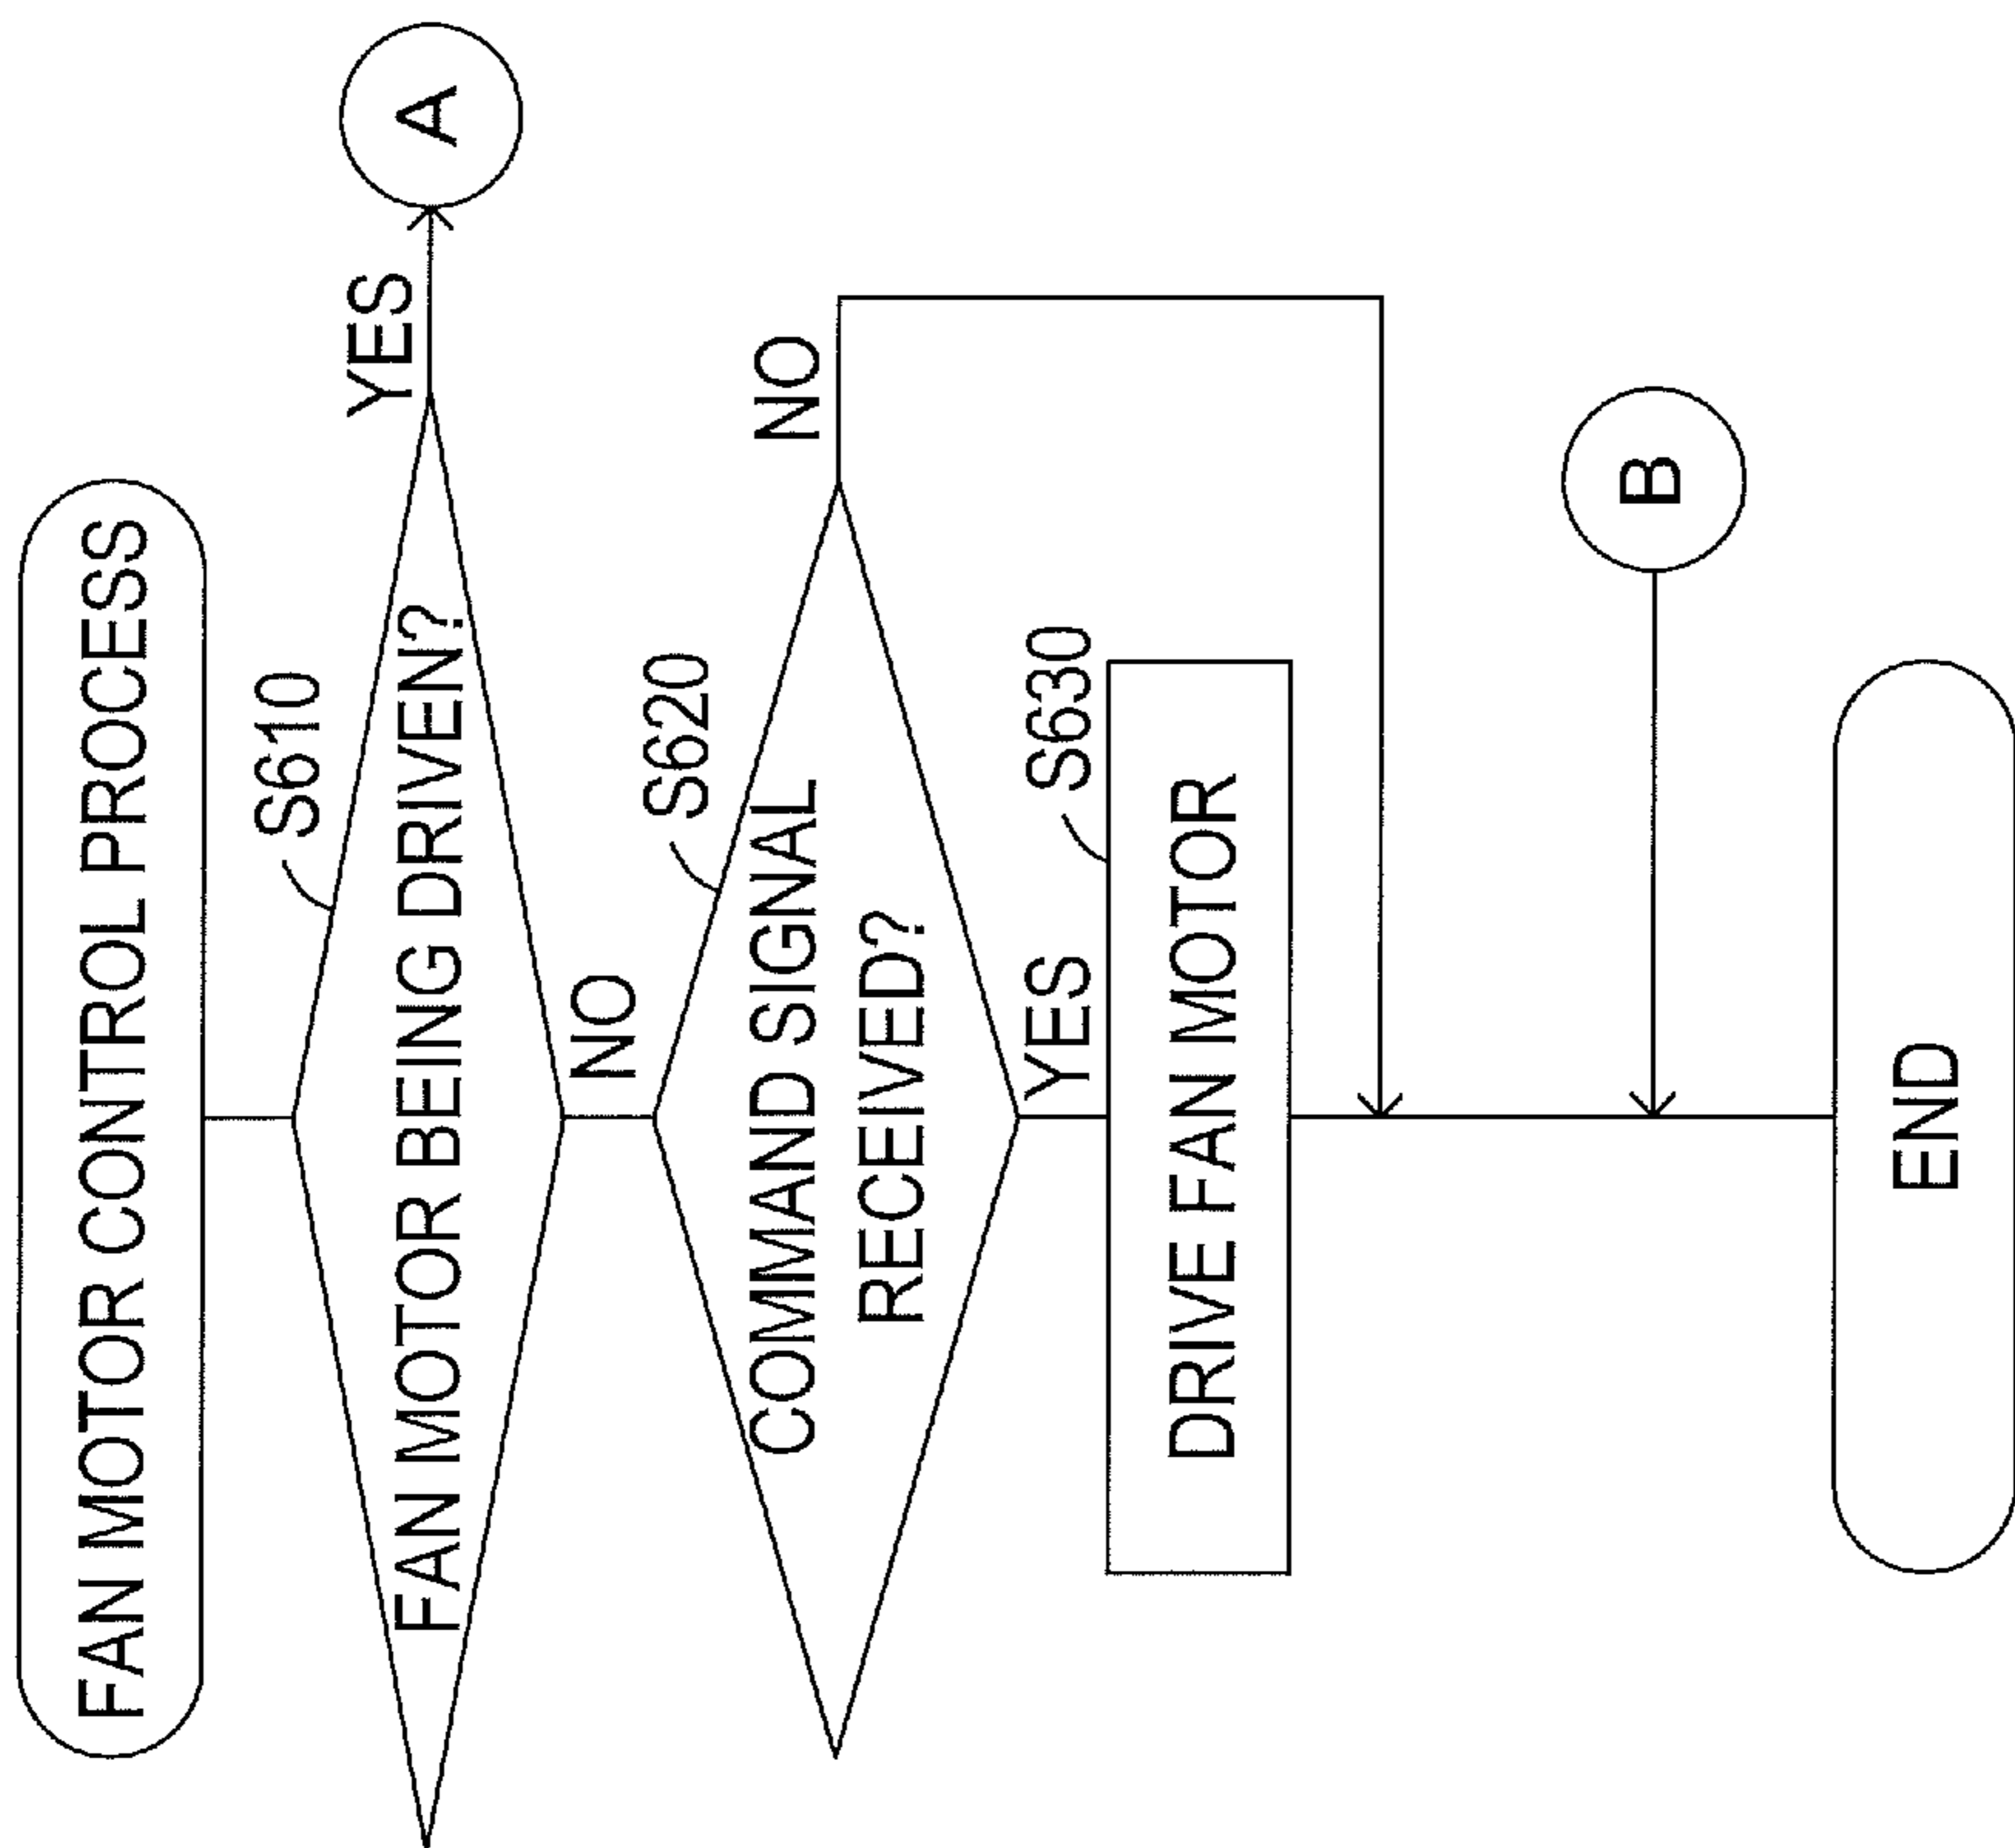 FAN MOTOR CONTROL PROCESS
S610
FAN MOTOR BEING DRIVEN?
YES
A
NO
S620
COMMAND SIGNAL
RECEIVED?
NO
YES
S630
DRIVE FAN MOTOR
B
END